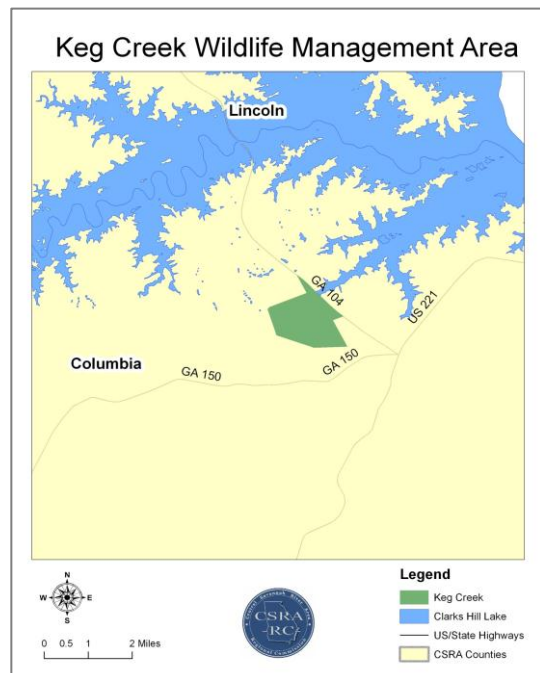 Keg Creek Wildlife Management Area
Lincoln
GA 104
US 221
Columbia
GA 150
GA 150
N
W E
S
0 0.5 1 2 Miles
CSRA
RC
Legend
Keg Creek
Clarks Hill Lake
US/State Highways
CSRA Counties